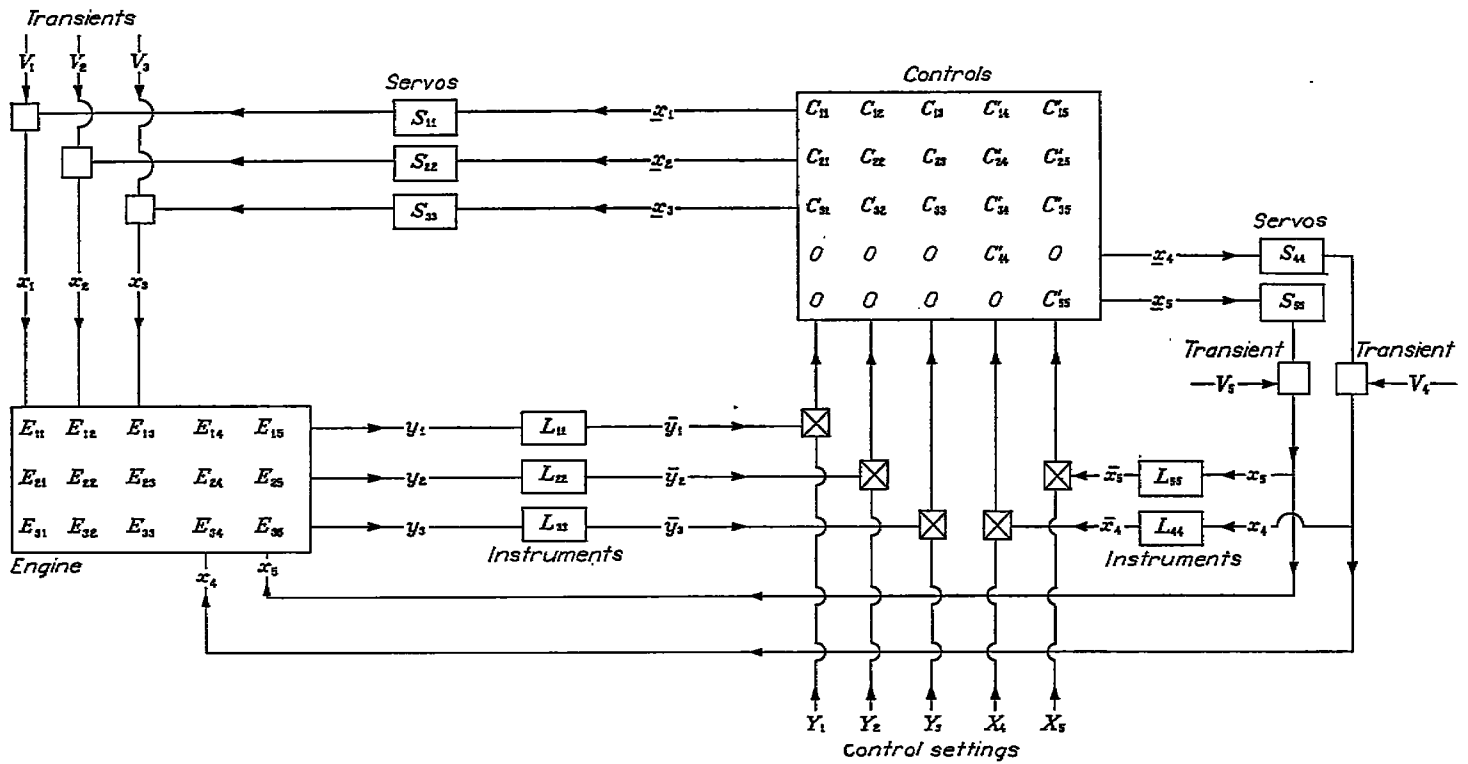 Transients
V₁ V₂ V₃
Servos
Controls
S₁₁ x₁
S₂₂ x₂
S₃₃ x₃
C₁₁ C₁₂ C₁₃ C'₁₄ C'₁₅
C₂₁ C₂₂ C₂₃ C'₂₄ C'₂₅
C₃₁ C₃₂ C₃₃ C'₃₄ C'₃₅
0 0 0 C'₄₄ 0
0 0 0 0 C'₅₅
Servos
x₄ S₄₄
x₅ S₅₅
x₁ x₂ x₃
Transient
V₅
Transient
V₄
E₁₁ E₁₂ E₁₃ E₁₄ E₁₅
E₂₁ E₂₂ E₂₃ E₂₄ E₂₅
E₃₁ E₃₂ E₃₃ E₃₄ E₃₅
Engine
y₁ L₁₁ ȳ₁
y₂ L₂₂ ȳ₂
y₃ L₃₃ ȳ₃
Instruments
x̄₅ L₅₅ x₅
x̄₄ L₄₄ x₄
Instruments
x₄ x₅
Y₁ Y₂ Y₃ X₄ X₅
Control settings